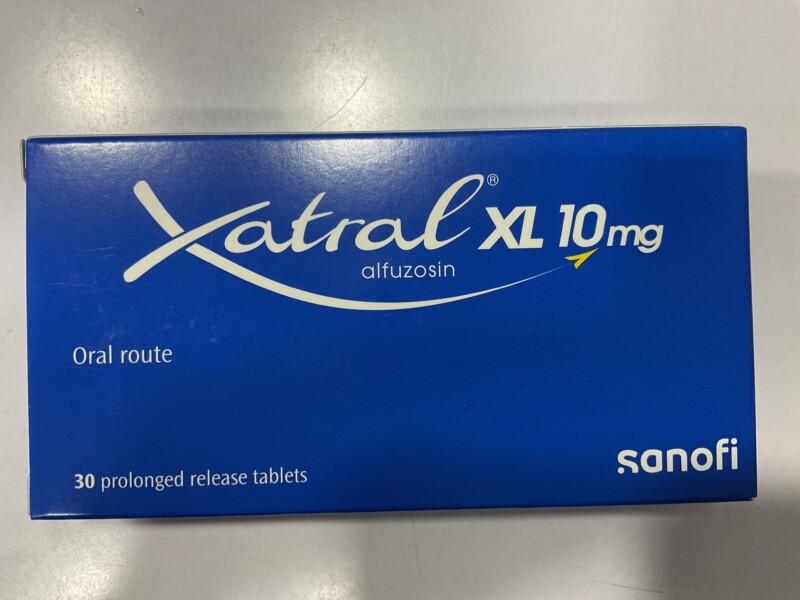 Xatral® XL 10mg
alfuzosin
Oral route
30 prolonged release tablets
sanofi